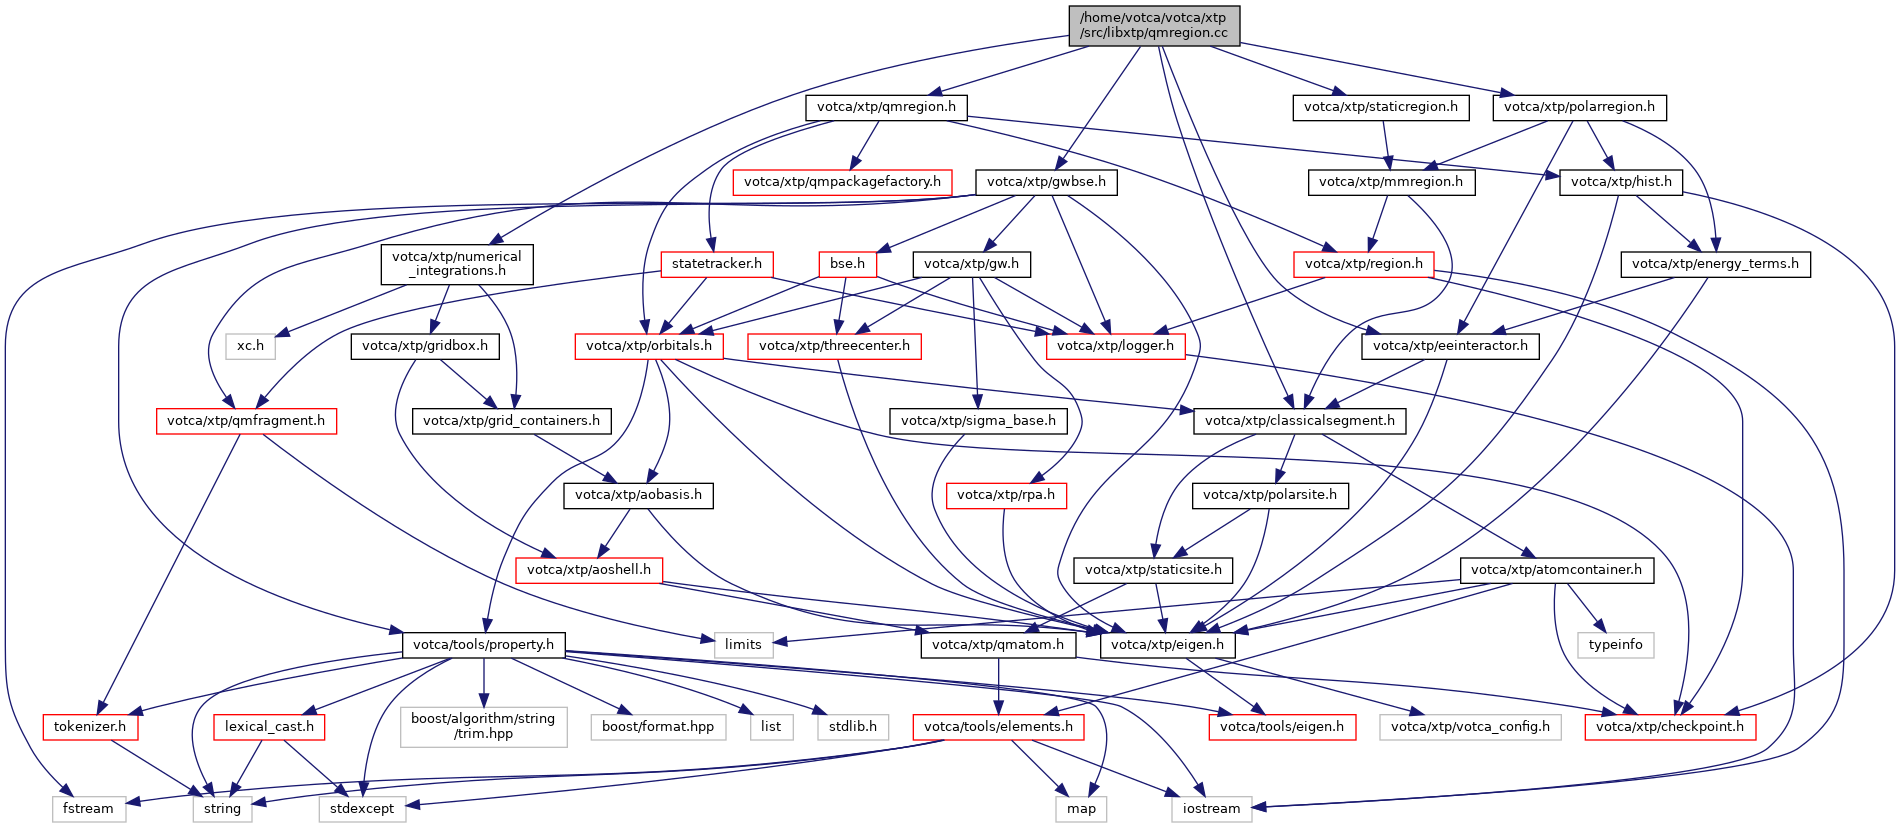 /home/votca/votca/xtp
/src/libxtp/qmregion.cc
votca/xtp/qmregion.h
votca/xtp/staticregion.h
votca/xtp/polarregion.h
votca/xtp/qmpackagefactory.h
votca/xtp/gwbse.h
votca/xtp/mmregion.h
votca/xtp/hist.h
votca/xtp/numerical
_integrations.h
statetracker.h
bse.h
votca/xtp/gw.h
votca/xtp/region.h
votca/xtp/energy_terms.h
xc.h
votca/xtp/gridbox.h
votca/xtp/orbitals.h
votca/xtp/threecenter.h
votca/xtp/logger.h
votca/xtp/eeinteractor.h
votca/xtp/qmfragment.h
votca/xtp/grid_containers.h
votca/xtp/sigma_base.h
votca/xtp/classicalsegment.h
votca/xtp/aobasis.h
votca/xtp/rpa.h
votca/xtp/polarsite.h
votca/xtp/aoshell.h
votca/xtp/staticsite.h
votca/xtp/atomcontainer.h
votca/tools/property.h
limits
votca/xtp/qmatom.h
votca/xtp/eigen.h
typeinfo
tokenizer.h
lexical_cast.h
boost/algorithm/string
/trim.hpp
boost/format.hpp
list
stdlib.h
votca/tools/elements.h
votca/tools/eigen.h
votca/xtp/votca_config.h
votca/xtp/checkpoint.h
fstream
string
stdexcept
map
iostream